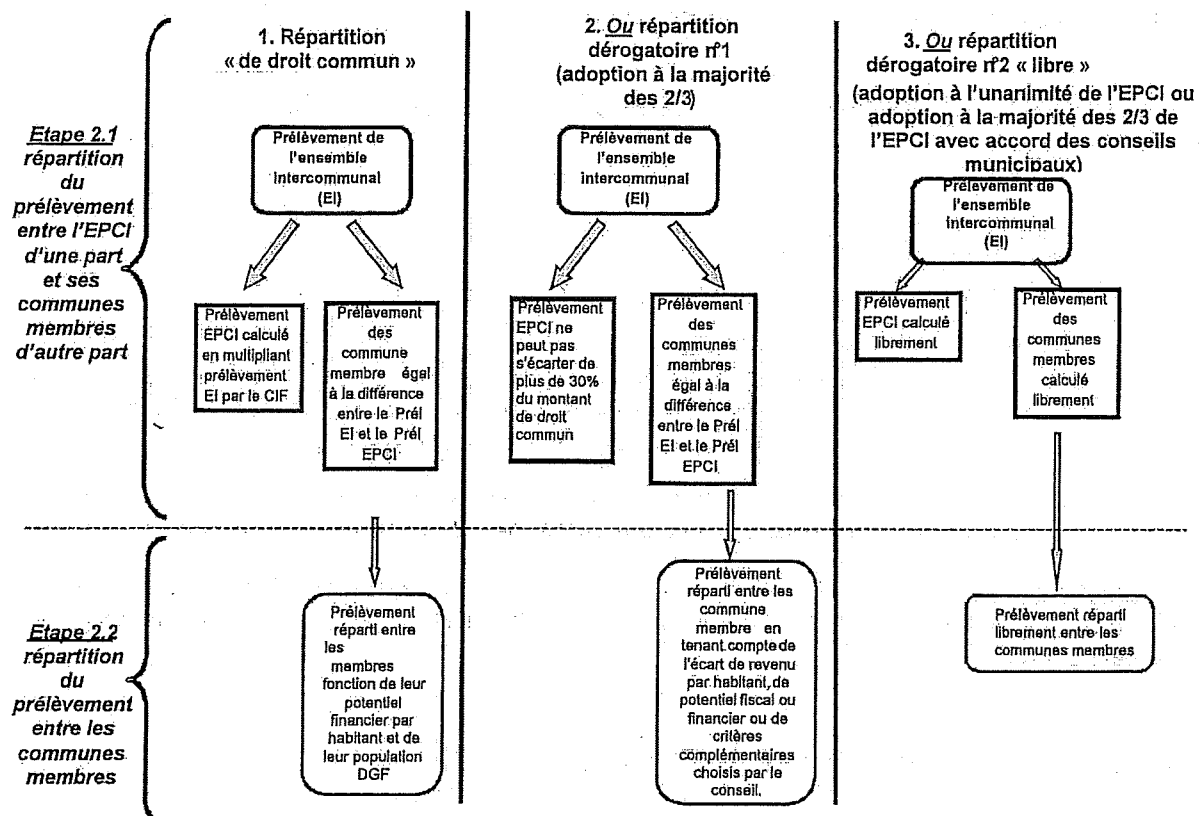 1. Répartition
« de droit commun »
2. Ou répartition
dérogatoire n°1
(adoption à la majorité
des 2/3)
3. Ou répartition
dérogatoire n°2 « libre »
(adoption à l'unanimité de l'EPCI ou
adoption à la majorité des 2/3 de
l'EPCI avec accord des conseils
municipaux)
Etape 2.1
répartition
du
prélèvement
entre l'EPCI
d'une part
et ses
communes
membres
d'autre part
Prélèvement de
l'ensemble
intercommunal
(EI)
Prélèvement
EPCI calculé
en multipliant
prélèvement
EI par le CIF
Prélèvement
des
commune
membre égal
à la différence
entre le Prél
EI et le Prél
EPCI
Prélèvement de
l'ensemble
intercommunal
(EI)
Prélèvement
EPCI ne
peut pas
s'écarter de
plus de 30%
du montant
de droit
commun
Prélèvement
des
communes
membres
égal à la
différence
entre le Prél
EI et le Prél
EPCI
Prélèvement de
l'ensemble
intercommunal
(EI)
Prélèvement
EPCI calculé
librement
Prélèvement
des
communes
membres
calculé
librement
Etape 2.2
répartition
du
prélèvement
entre les
communes
membres
Prélèvement
réparti entre
les
membres
fonction de leur
potentiel
financier par
habitant et de
leur population
DGF
Prélèvement
réparti entre les
commune
membre en
tenant compte de
l'écart de revenu
par habitant, de
potentiel fiscal ou
financier ou de
critères
complémentaires
choisis par le
conseil.
Prélèvement réparti
librement entre les
communes membres